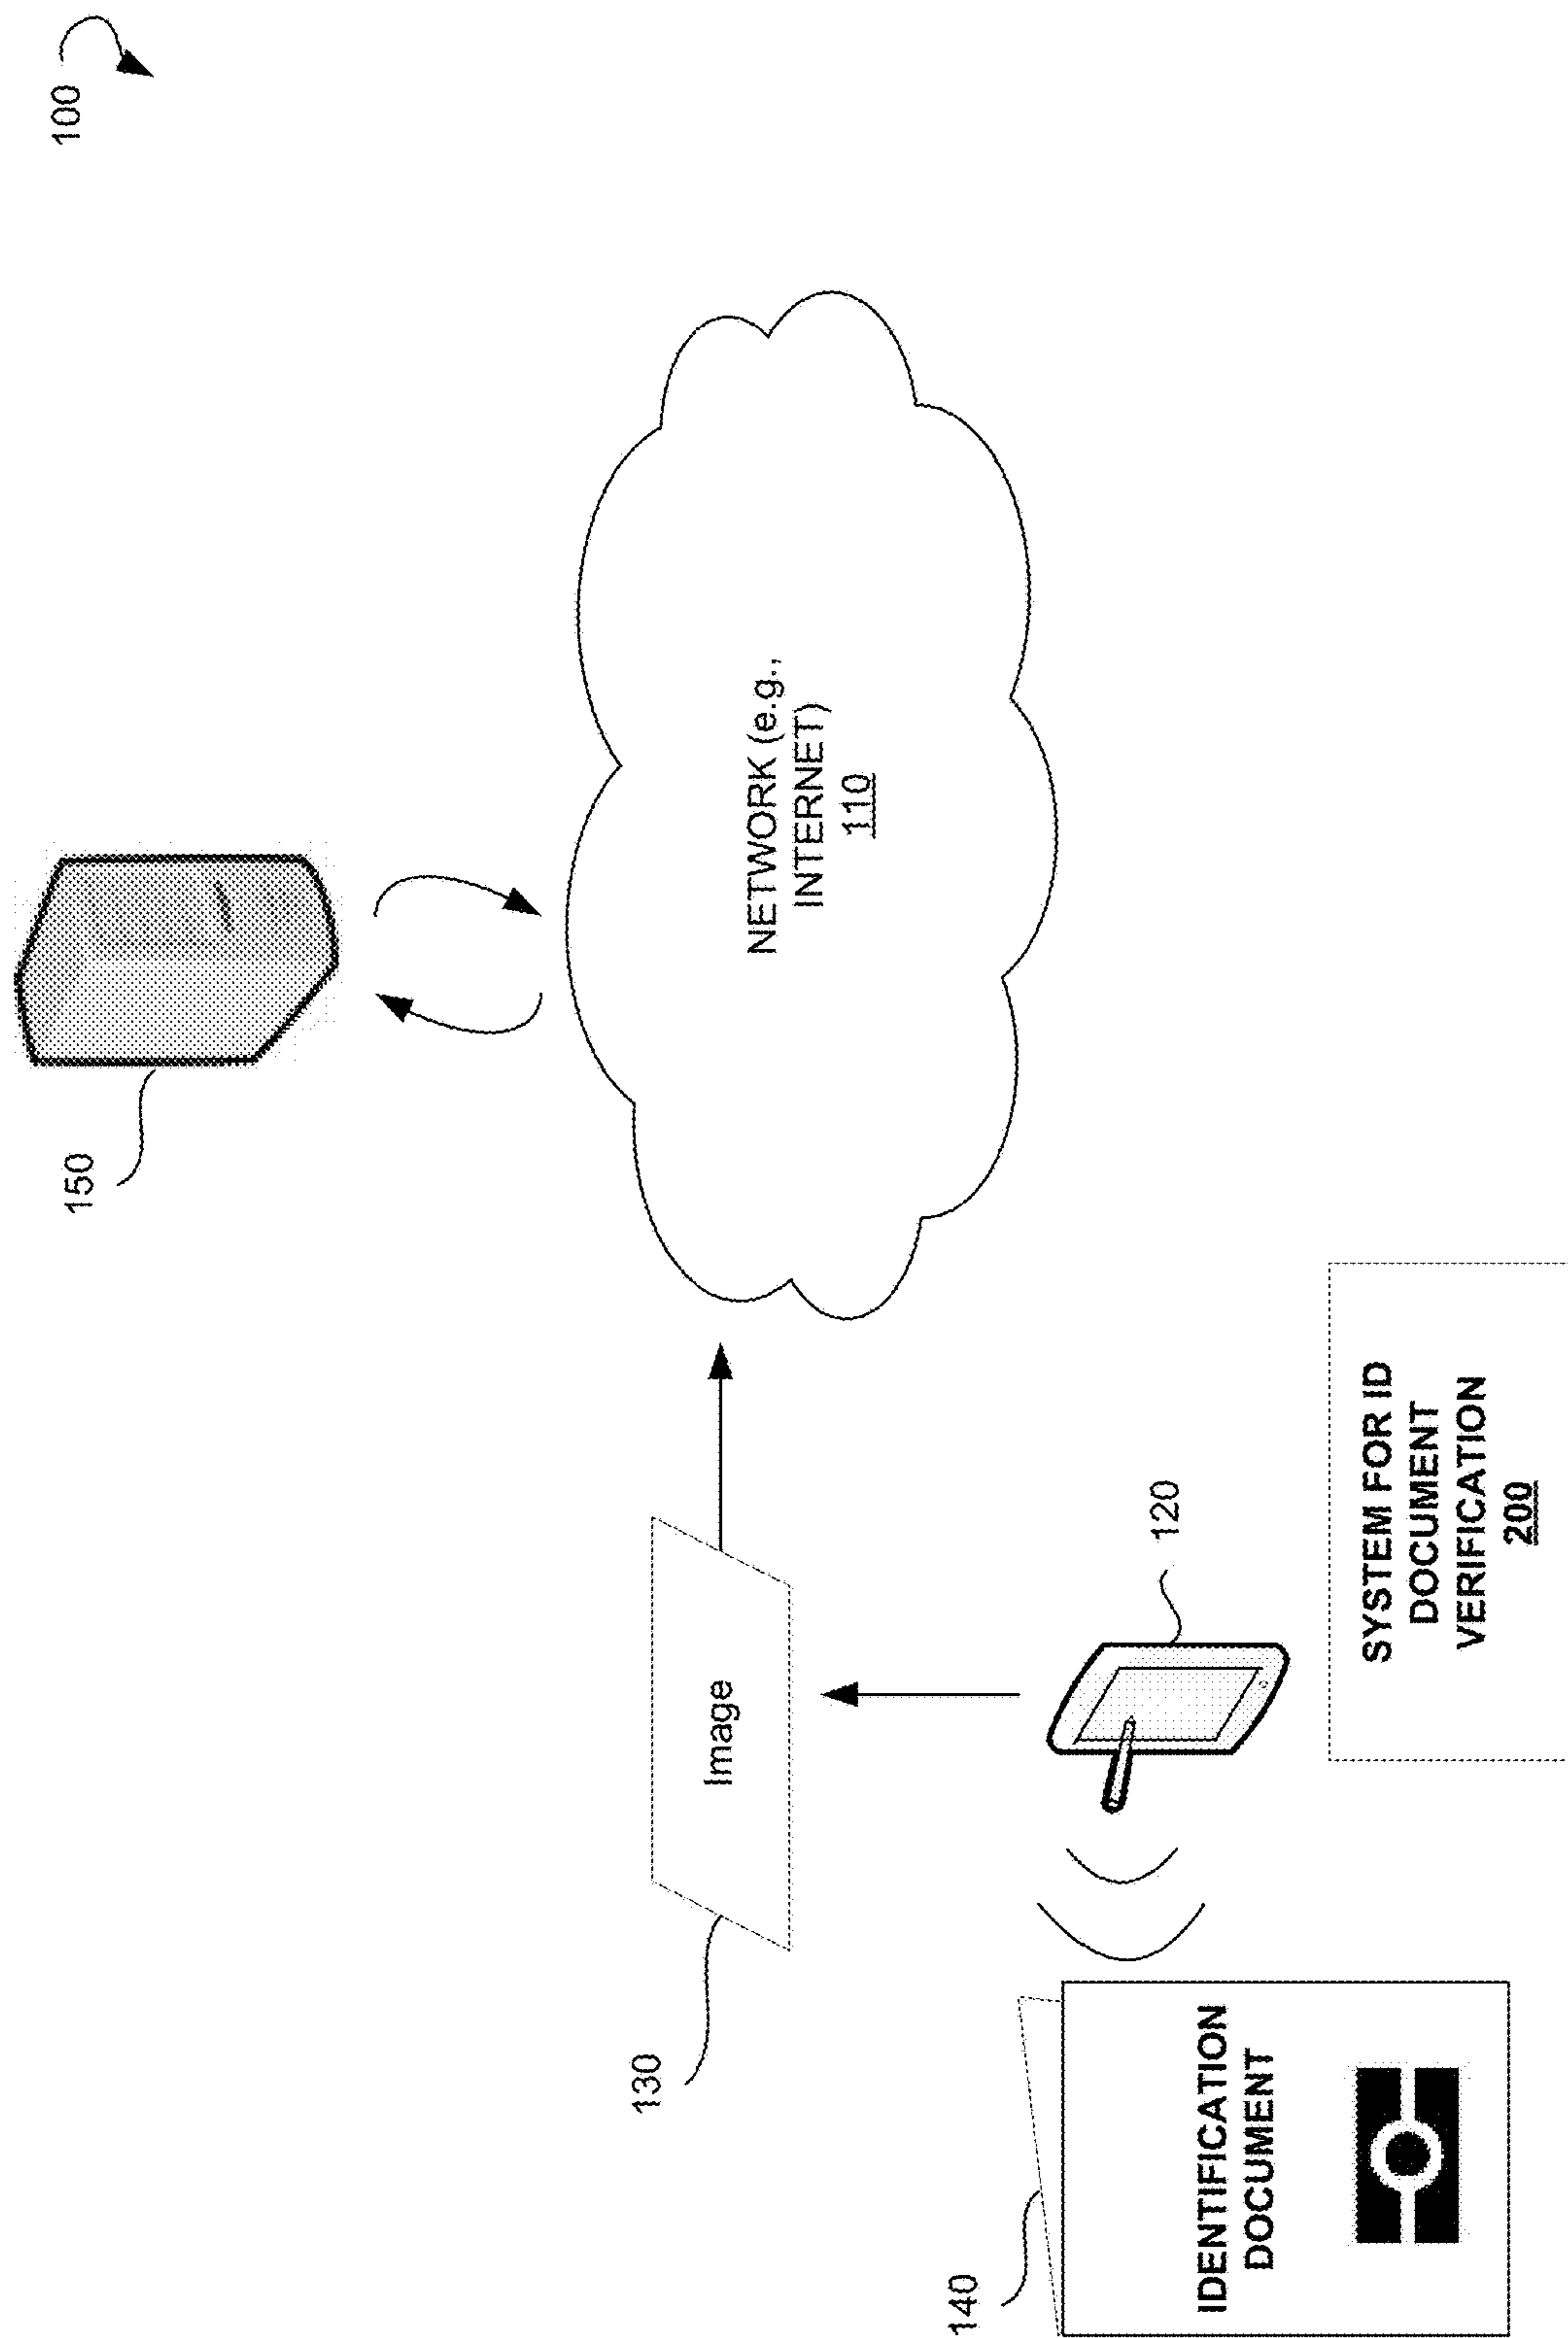 100
150
NETWORK (e.g.,
INTERNET)
110
130
Image
120
140
IDENTIFICATION
DOCUMENT
SYSTEM FOR ID
DOCUMENT
VERIFICATION
200